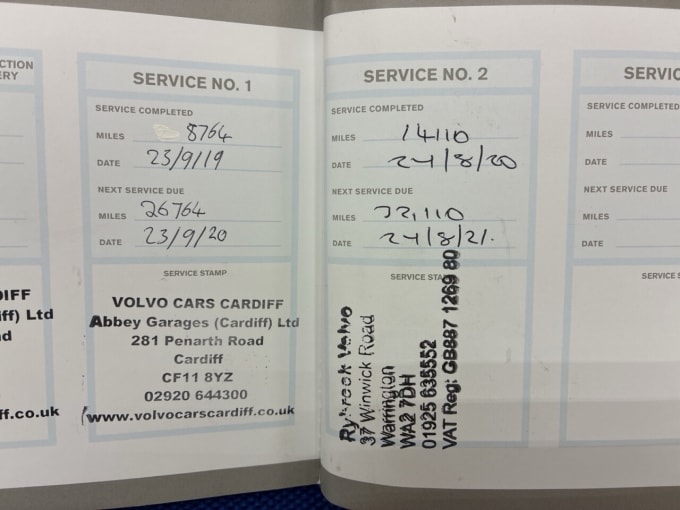 CTION
ERY
IFF
ff) Ltd
d
ff.co.uk
SERVICE NO. 1
SERVICE COMPLETED
MILES 8764
DATE 23/9/19
NEXT SERVICE DUE
MILES 26764
DATE 23/9/20
SERVICE STAMP
VOLVO CARS CARDIFF
Abbey Garages (Cardiff) Ltd
281 Penarth Road
Cardiff
CF11 8YZ
02920 644300
www.volvocarscardiff.co.uk
SERVICE NO. 2
SERVICE COMPLETED
MILES 14110
DATE 24/8/20
NEXT SERVICE DUE
MILES 32,110
DATE 24/8/21.
SERVICE STA
Volvo
37 Winwick Road
Warrington
WA2 7DH
01925 635552
VAT Reg: GB887 1269 80
SERVIC
SERVICE COMPLETED
MILES
DATE
NEXT SERVICE DUE
MILES
DATE
SERVICE S